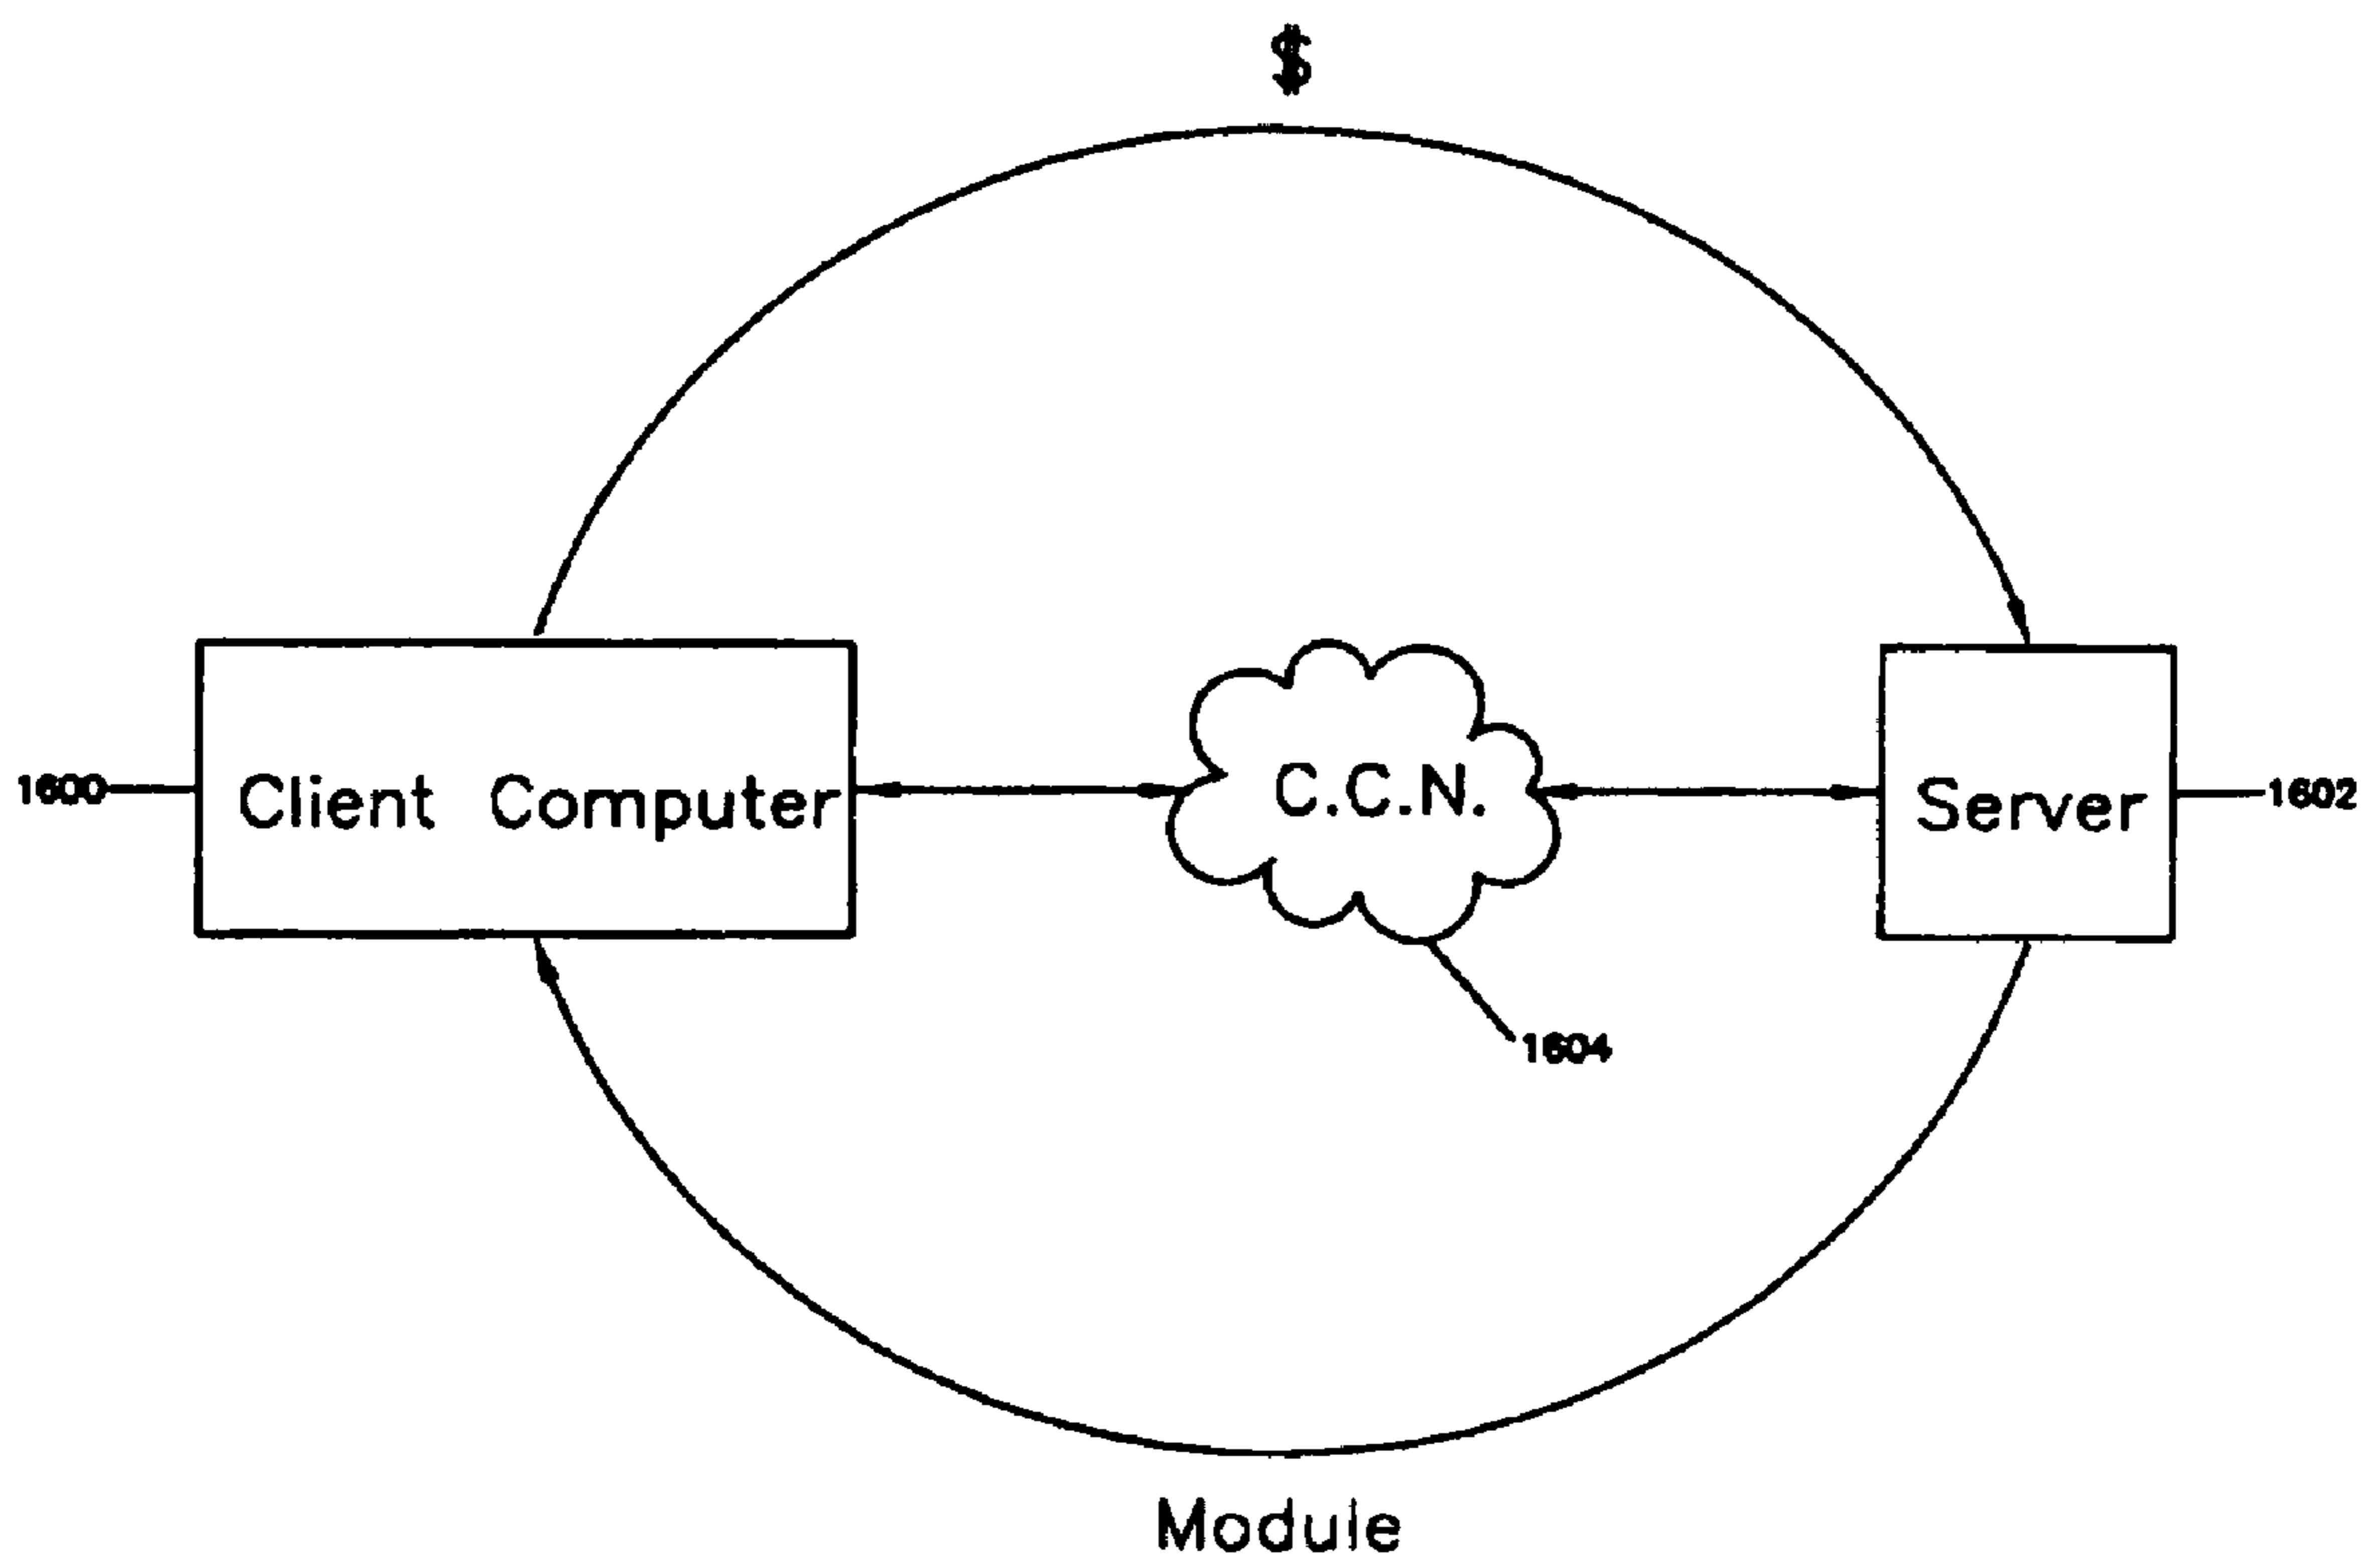 $
1600
Client Computer
C.C.N.
Server
1602
1604
Module